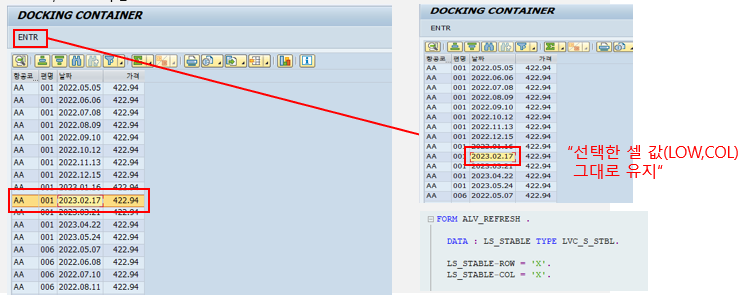 DOCKING CONTAINER
ENTR
항공코.. 편명 날짜 가격
AA 001 2022.05.05 422.94
AA 001 2022.06.06 422.94
AA 001 2022.07.08 422.94
AA 001 2022.08.09 422.94
AA 001 2022.09.10 422.94
AA 001 2022.10.12 422.94
AA 001 2022.11.13 422.94
AA 001 2022.12.15 422.94
AA 001 2023.01.16 422.94
AA 001 2023.02.17 422.94
AA 001 2023.03.21 422.94
AA 001 2023.04.22 422.94
AA 001 2023.05.24 422.94
AA 006 2022.05.07 422.94
AA 006 2022.06.08 422.94
AA 006 2022.07.10 422.94
AA 006 2022.08.11 422.94
DOCKING CONTAINER
ENTR
항공코.. 편명 날짜 가격
AA 001 2022.05.05 422.94
AA 001 2022.06.06 422.94
AA 001 2022.07.08 422.94
AA 001 2022.08.09 422.94
AA 001 2022.09.10 422.94
AA 001 2022.10.12 422.94
AA 001 2022.11.13 422.94
AA 001 2022.12.15 422.94
AA 001 2023.01.16 422.94
AA 001 2023.02.17 422.94
AA 001 2023.03.21 422.94
AA 001 2023.04.22 422.94
AA 001 2023.05.24 422.94
AA 006 2022.05.07 422.94
"선택한 셀 값(LOW,COL)
그대로 유지"
FORM ALV_REFRESH .
DATA : LS_STABLE TYPE LVC_S_STBL.
LS_STABLE-ROW = 'X'.
LS_STABLE-COL = 'X'.